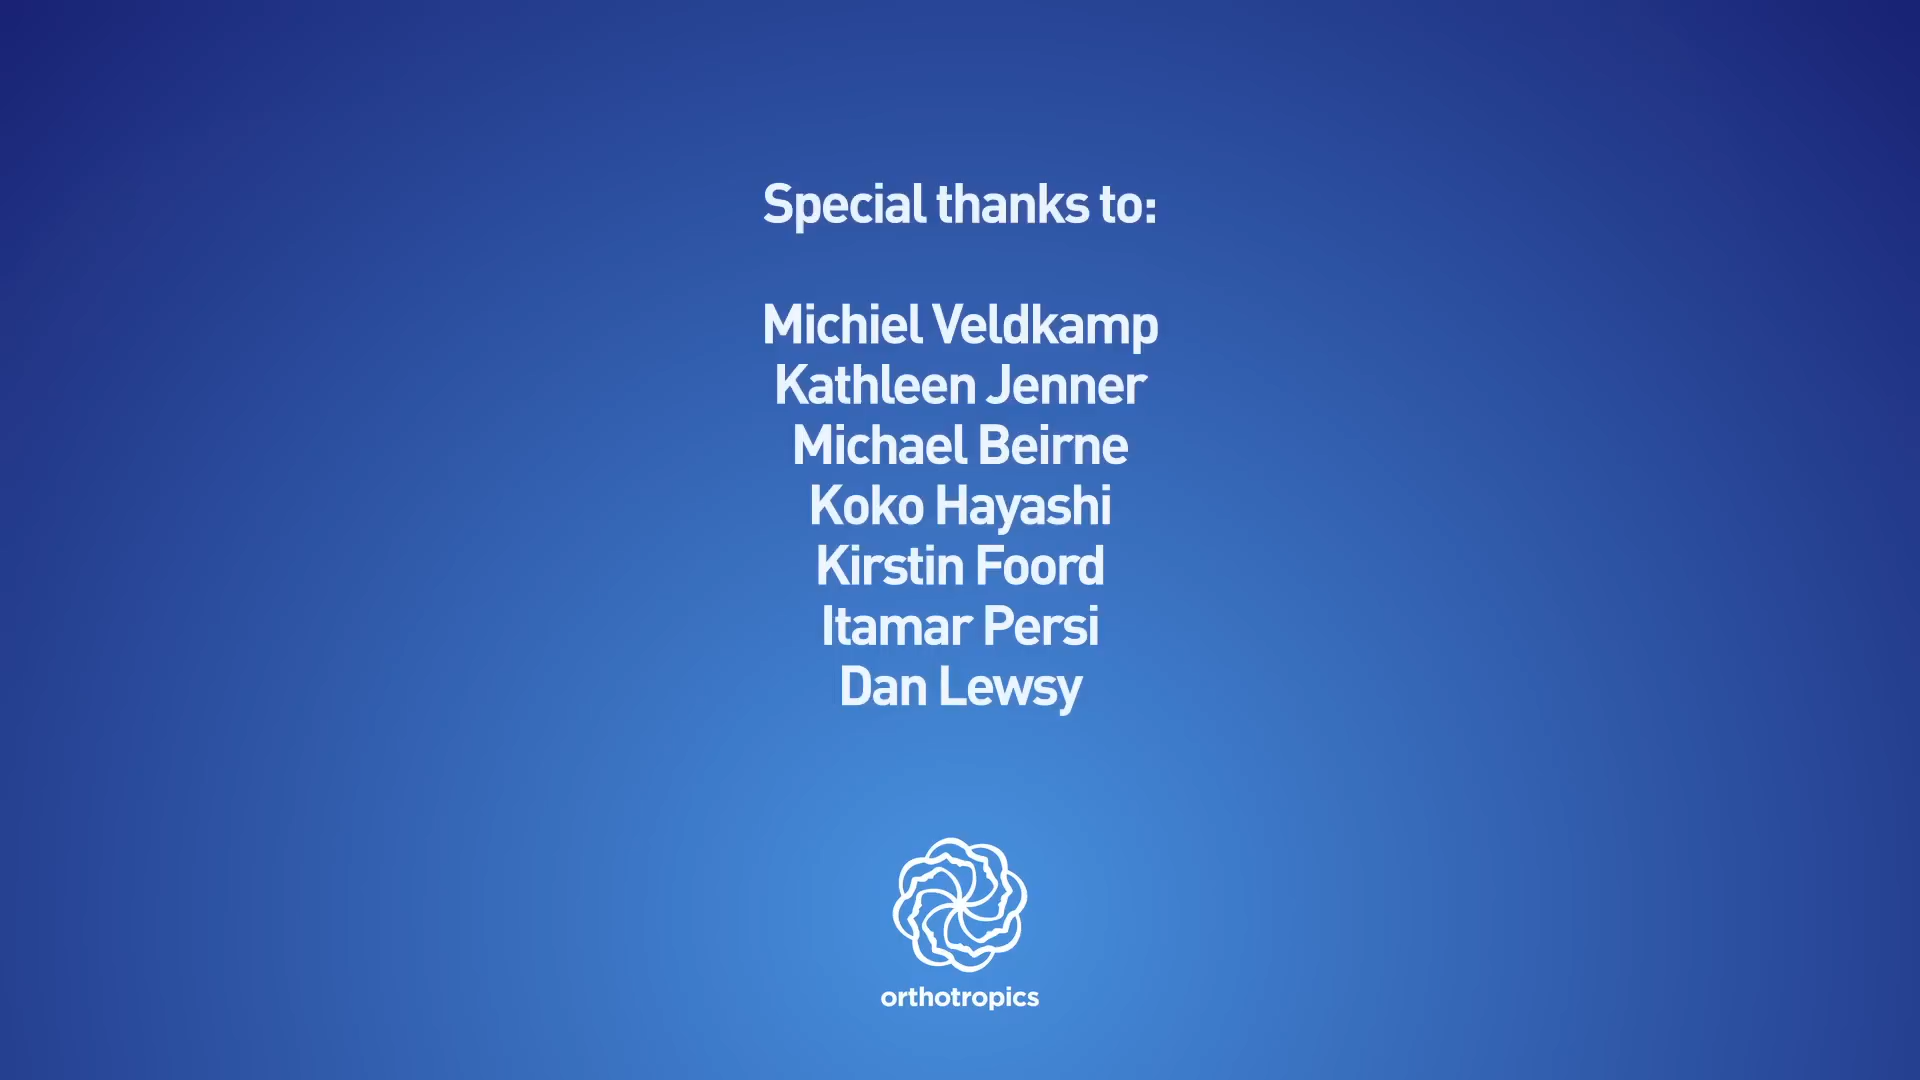 Special thanks to:
Michiel Veldkamp
Kathleen Jenner
Michael Beirne
Koko Hayashi
Kirstin Foord
Itamar Persi
Dan Lewsy
orthotropics